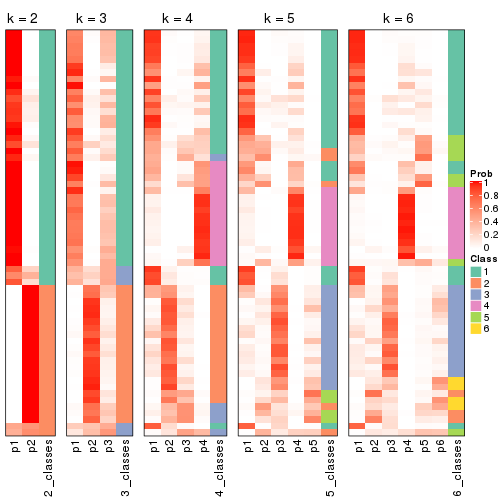 k = 2
k = 3
k = 4
k = 5
k = 6
p1
p2
2_classes
p1
p2
p3
3_classes
p1
p2
p3
p4
4_classes
p1
p2
p3
p4
p5
5_classes
p1
p2
p3
p4
p5
p6
6_classes
Prob
1
0.8
0.6
0.4
0.2
0
Class
1
2
3
4
5
6